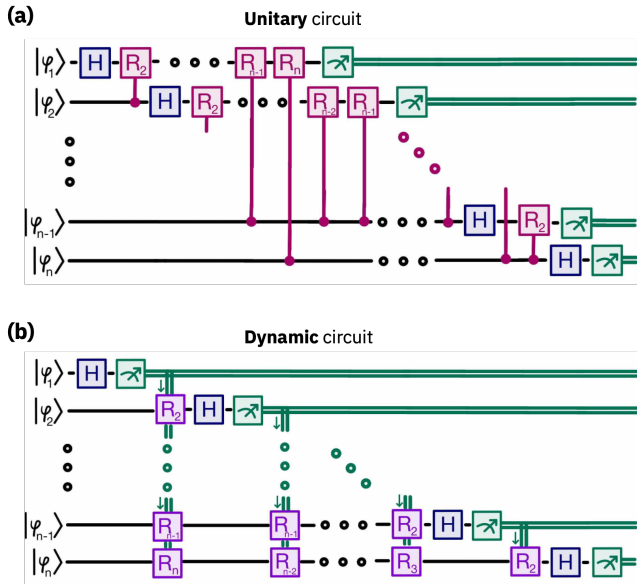 (a)
Unitary circuit
|φ₁⟩ H R₂ Rₙ₋₁ Rₙ
|φ₂⟩ H R₂ Rₙ₋₂ Rₙ₋₁
|φₙ₋₁⟩ H R₂
|φₙ⟩ H
(b)
Dynamic circuit
|φ₁⟩ H
|φ₂⟩ R₂ H
|φₙ₋₁⟩ Rₙ₋₁ Rₙ₋₁ R₂ H
|φₙ⟩ Rₙ Rₙ₋₂ R₃ R₂ H